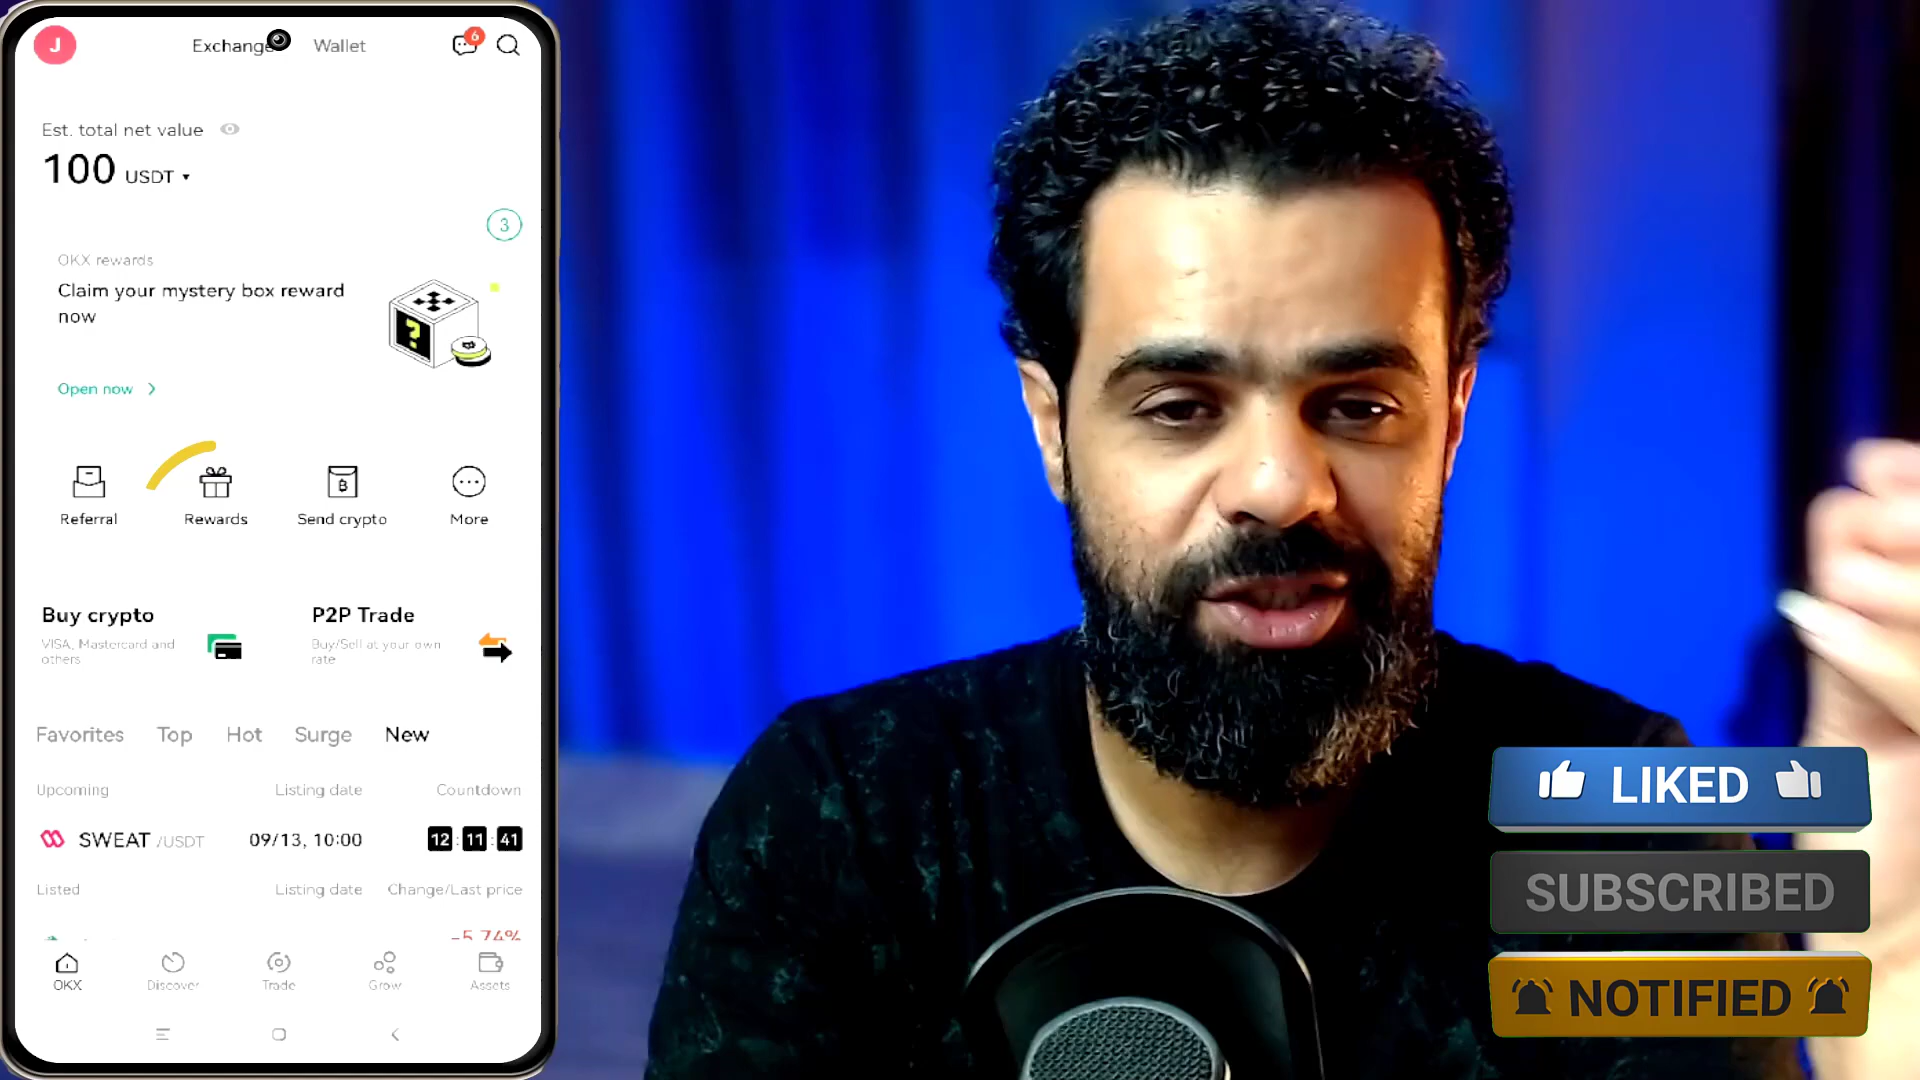 J
Exchange
Wallet
6
Est. total net value
100 USDT
3
OKX rewards
Claim your mystery box reward
now
?
Open now
Referral
Rewards
Send crypto
More
Buy crypto
VISA, Mastercard and
others
P2P Trade
Buy/Sell at your own
rate
Favorites Top Hot Surge New
Upcoming Listing date Countdown
SWEAT /USDT 09/13, 10:00 12:11:41
Listed Listing date Change/Last price
-5.74%
OKX
Discover
Trade
Grow
Assets
LIKED
SUBSCRIBED
NOTIFIED